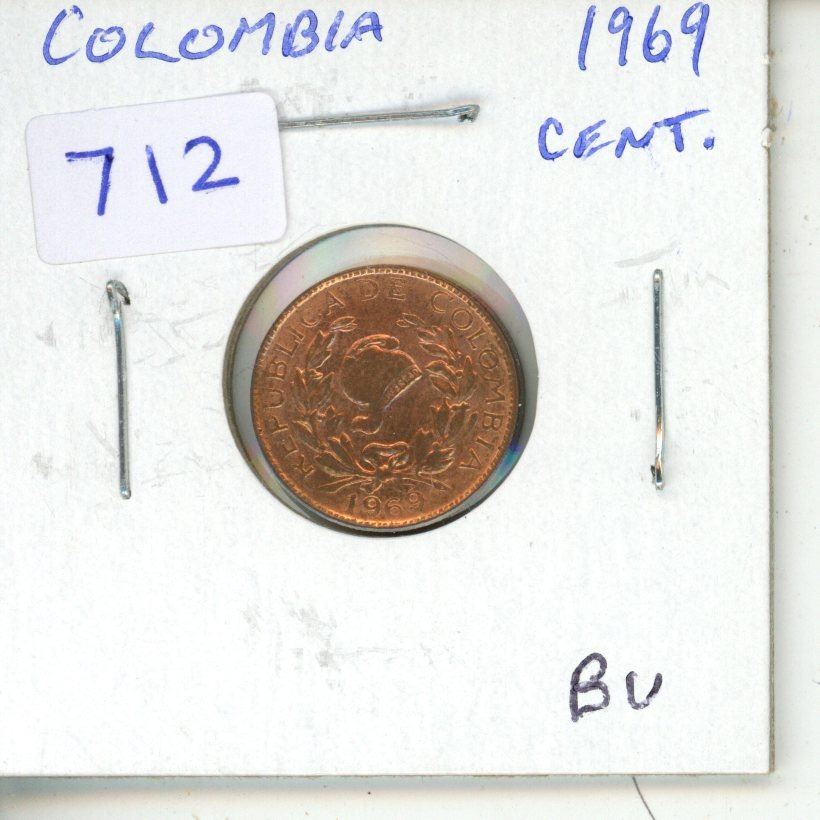 COLOMBIA 1969
CENT.
712
REPUBLICA DE COLOMBIA
1969
BU